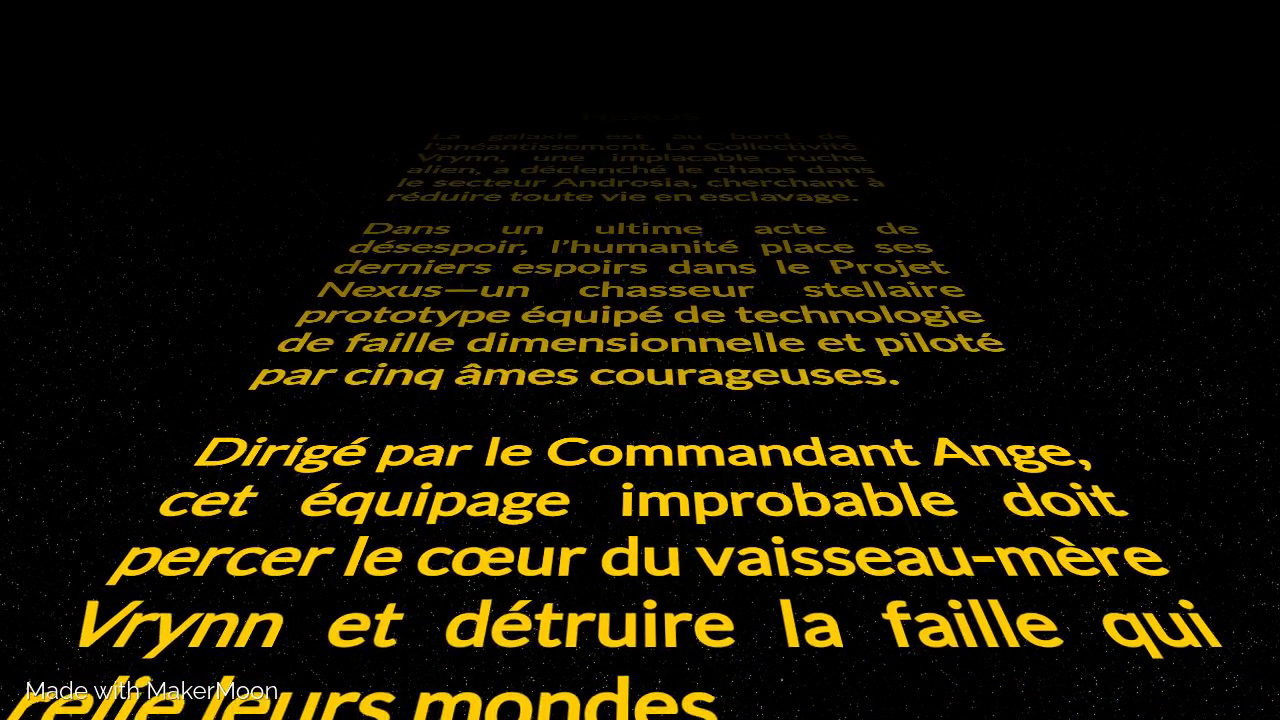 NEXUS
La galaxie est au bord de
l'anéantissement. La Collectivité
Vrynn, une implacable ruche
alien, a déclenché le chaos dans
le secteur Androsia, cherchant à
réduire toute vie en esclavage.
Dans un ultime acte de
désespoir, l’humanité place ses
derniers espoirs dans le Projet
Nexus—un chasseur stellaire
prototype équipé de technologie
de faille dimensionnelle et piloté
par cinq âmes courageuses.
Dirigé par le Commandant Ange,
cet équipage improbable doit
percer le cœur du vaisseau-mère
Vrynn et détruire la faille qui
relie leurs mondes
Made with MakerMoon